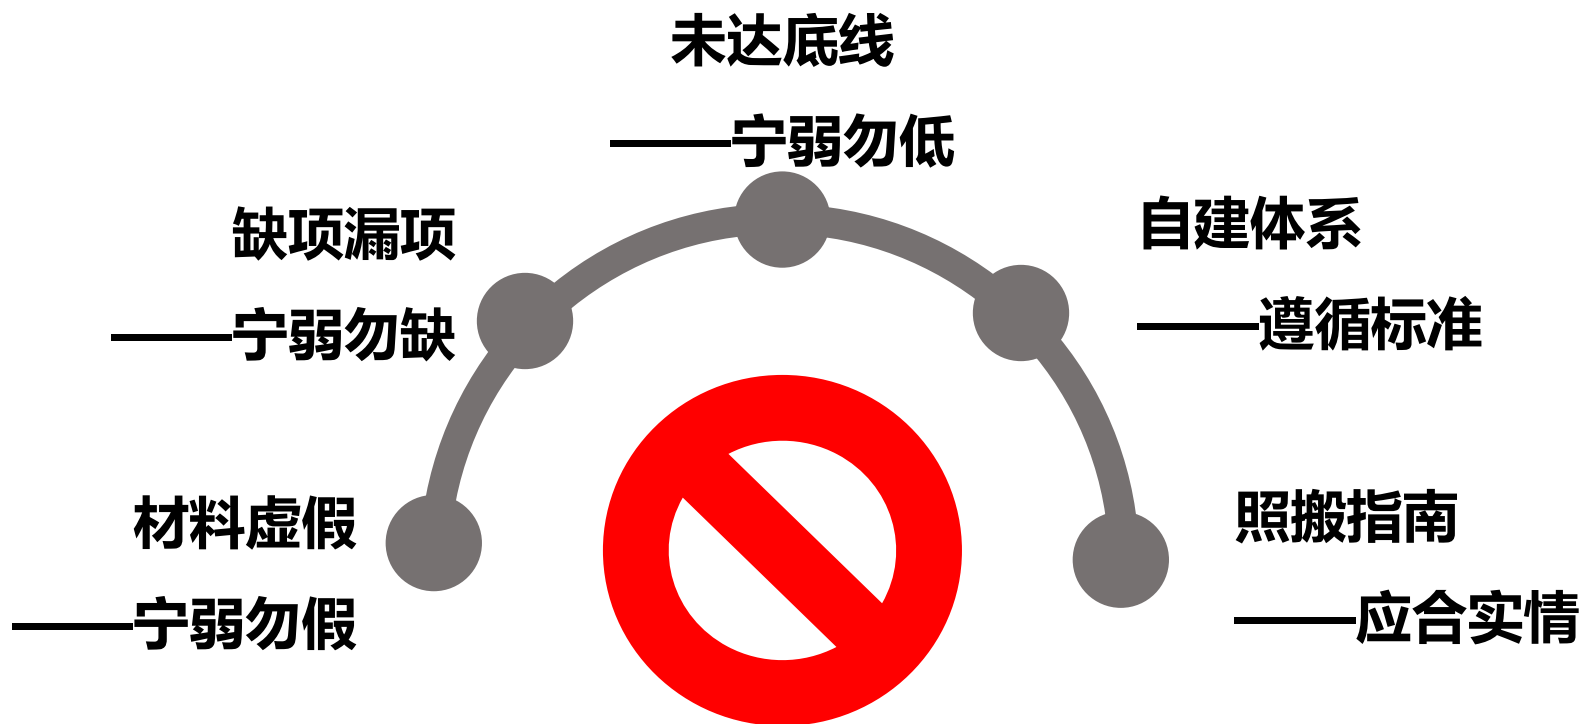 未达底线
——宁弱勿低
缺项漏项
——宁弱勿缺
自建体系
——遵循标准
材料虚假
——宁弱勿假
照搬指南
——应合实情